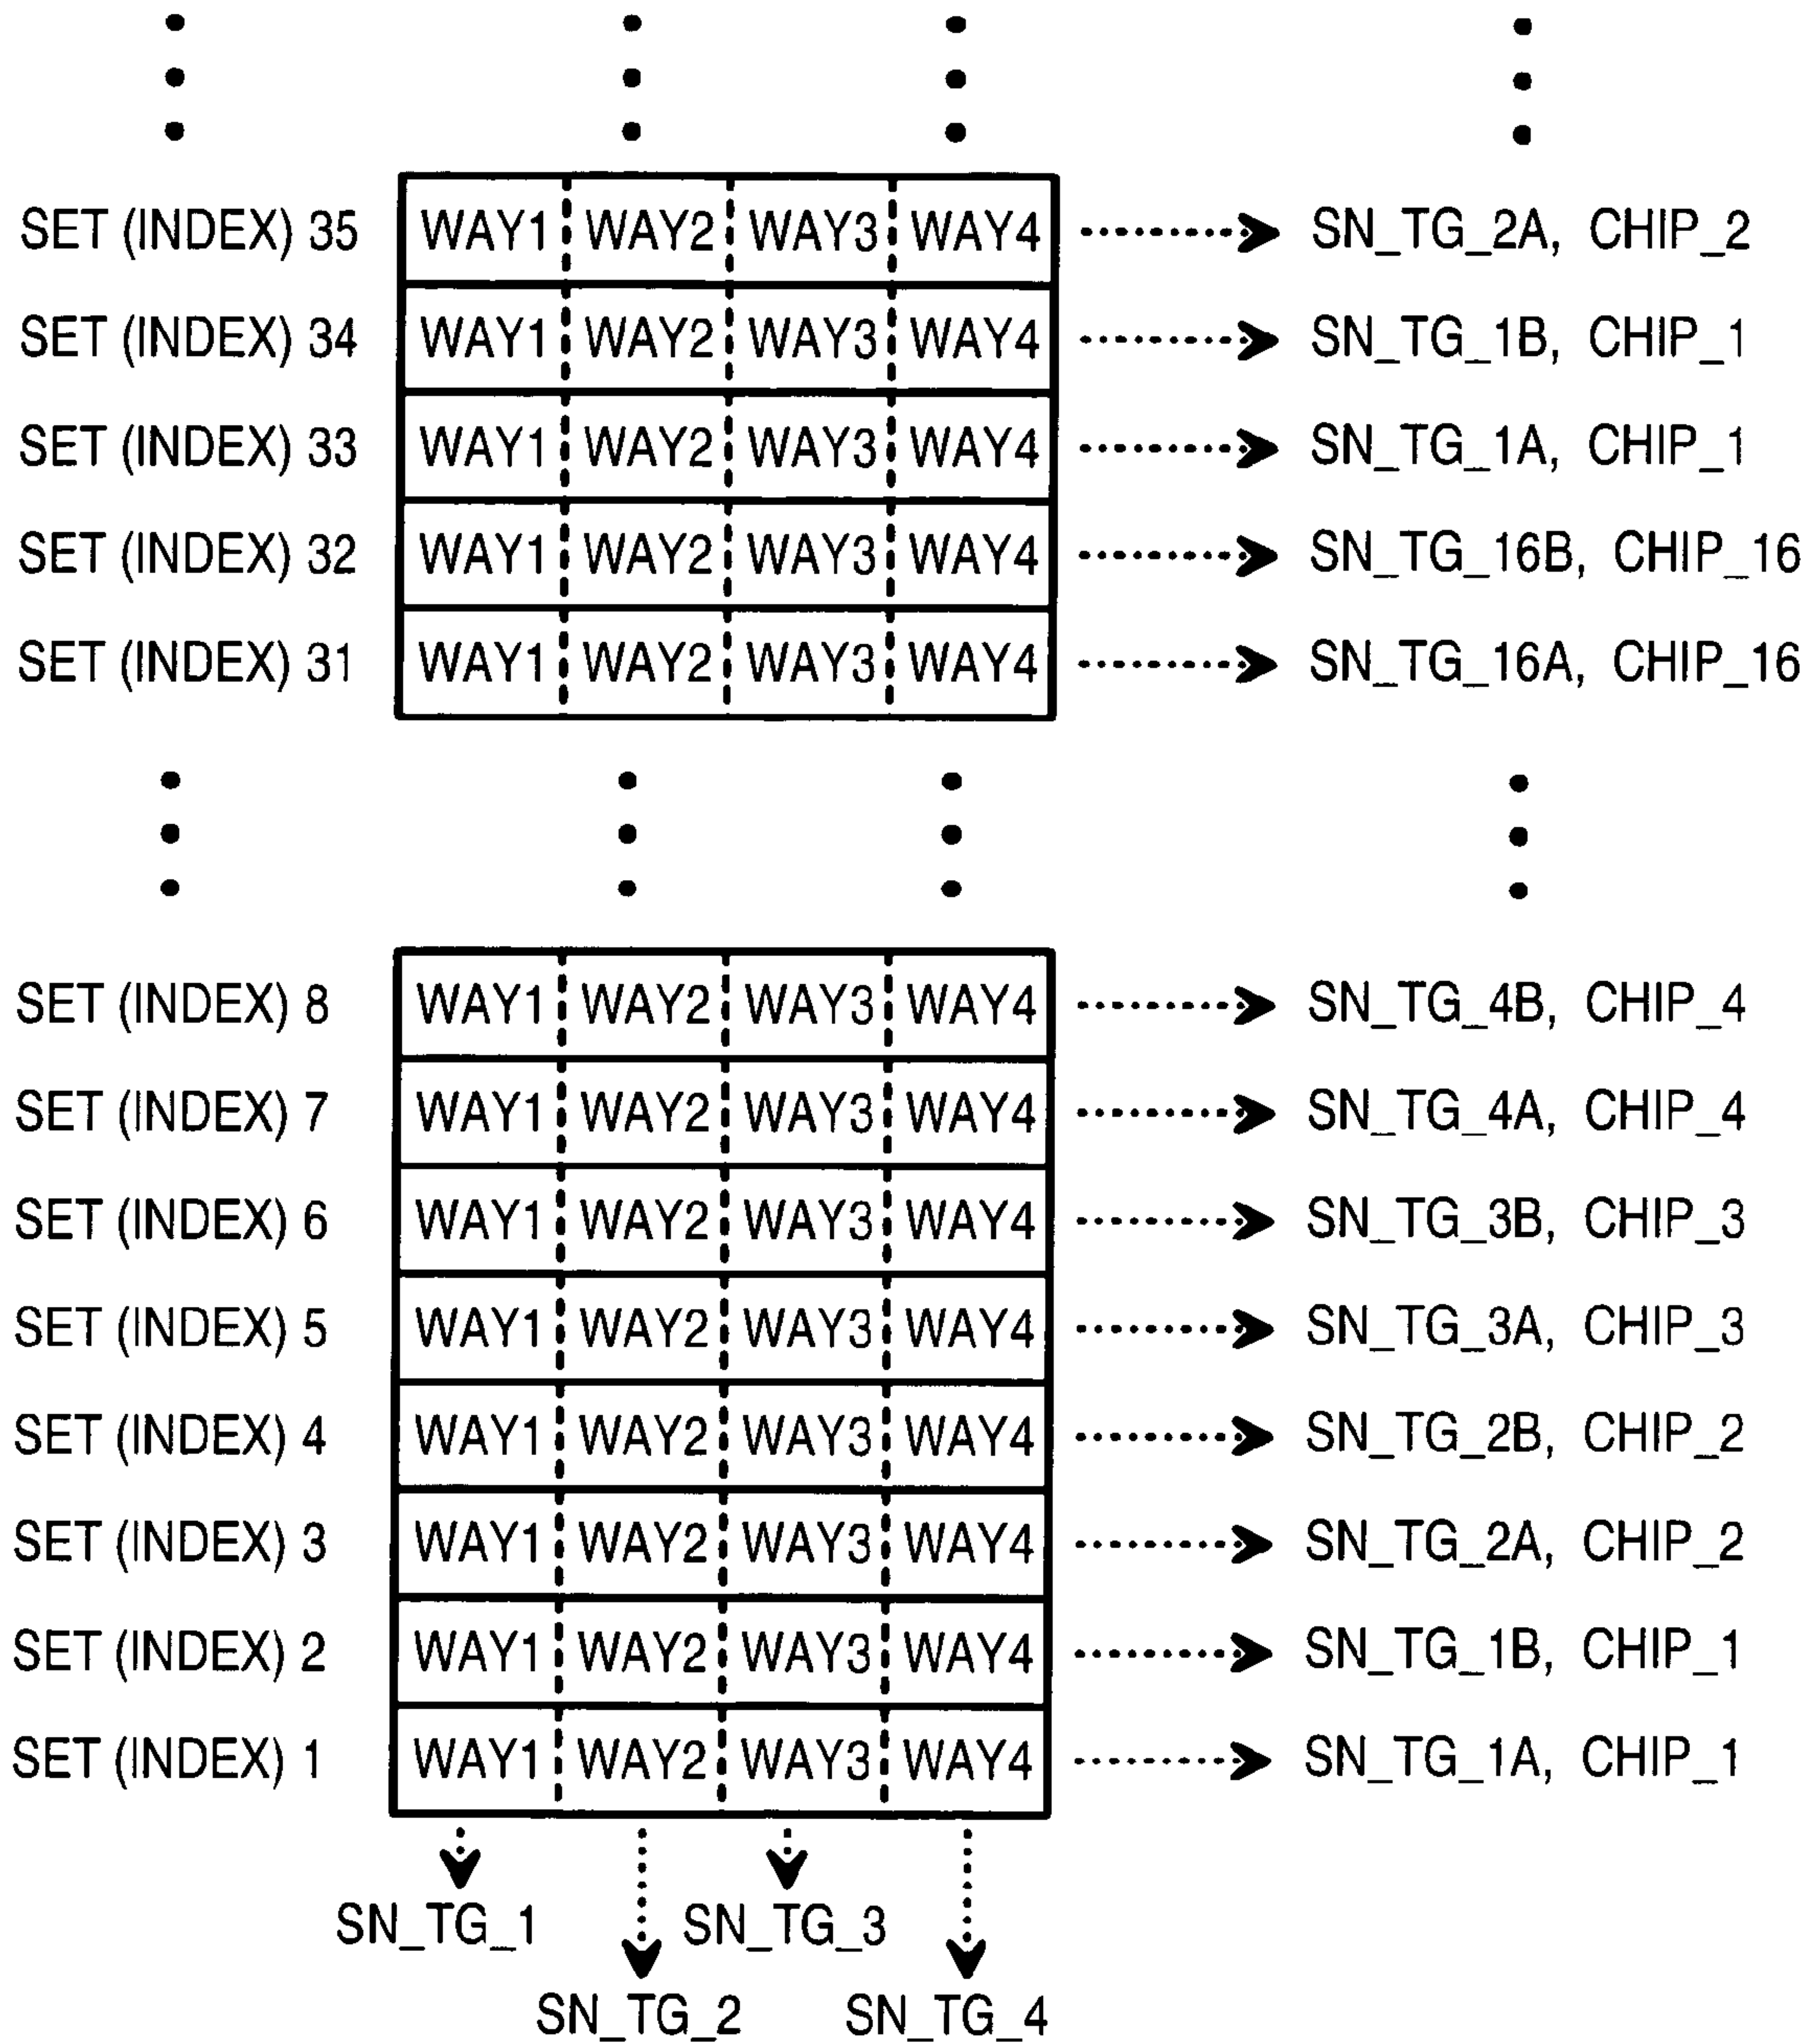 SET (INDEX) 35 WAY1 WAY2 WAY3 WAY4 SN_TG_2A, CHIP_2
SET (INDEX) 34 WAY1 WAY2 WAY3 WAY4 SN_TG_1B, CHIP_1
SET (INDEX) 33 WAY1 WAY2 WAY3 WAY4 SN_TG_1A, CHIP_1
SET (INDEX) 32 WAY1 WAY2 WAY3 WAY4 SN_TG_16B, CHIP_16
SET (INDEX) 31 WAY1 WAY2 WAY3 WAY4 SN_TG_16A, CHIP_16
SET (INDEX) 8 WAY1 WAY2 WAY3 WAY4 SN_TG_4B, CHIP_4
SET (INDEX) 7 WAY1 WAY2 WAY3 WAY4 SN_TG_4A, CHIP_4
SET (INDEX) 6 WAY1 WAY2 WAY3 WAY4 SN_TG_3B, CHIP_3
SET (INDEX) 5 WAY1 WAY2 WAY3 WAY4 SN_TG_3A, CHIP_3
SET (INDEX) 4 WAY1 WAY2 WAY3 WAY4 SN_TG_2B, CHIP_2
SET (INDEX) 3 WAY1 WAY2 WAY3 WAY4 SN_TG_2A, CHIP_2
SET (INDEX) 2 WAY1 WAY2 WAY3 WAY4 SN_TG_1B, CHIP_1
SET (INDEX) 1 WAY1 WAY2 WAY3 WAY4 SN_TG_1A, CHIP_1
SN_TG_1 SN_TG_3
SN_TG_2 SN_TG_4